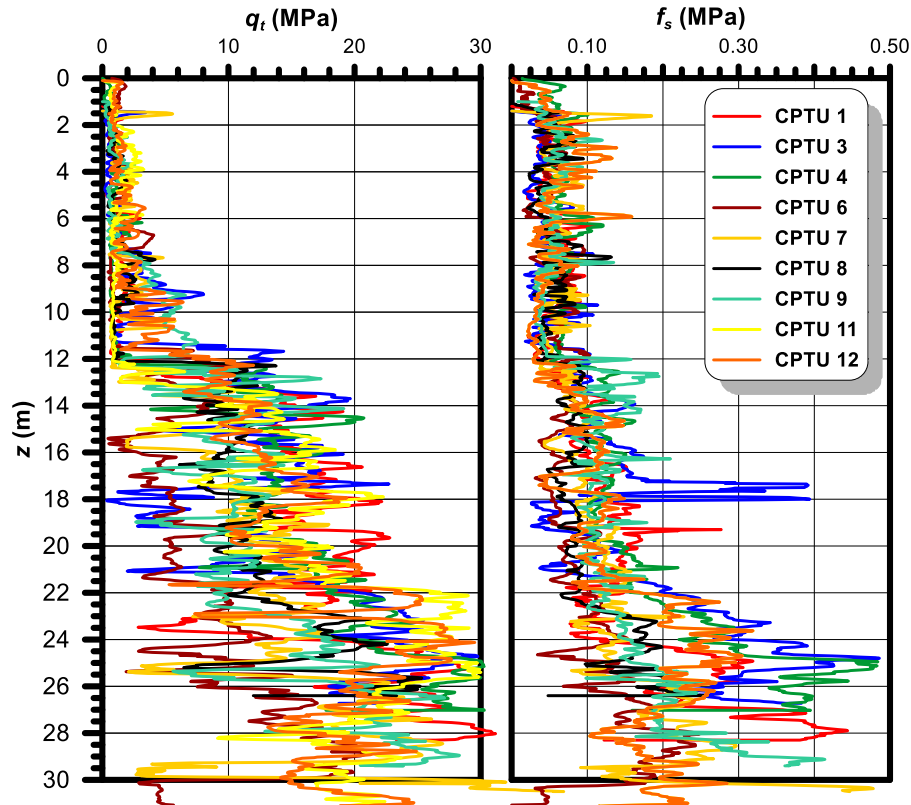 qt (MPa)
fs (MPa)
0 10 20 30
0.10 0.30 0.50
z (m)
0
2
4
6
8
10
12
14
16
18
20
22
24
26
28
30
CPTU 1
CPTU 3
CPTU 4
CPTU 6
CPTU 7
CPTU 8
CPTU 9
CPTU 11
CPTU 12